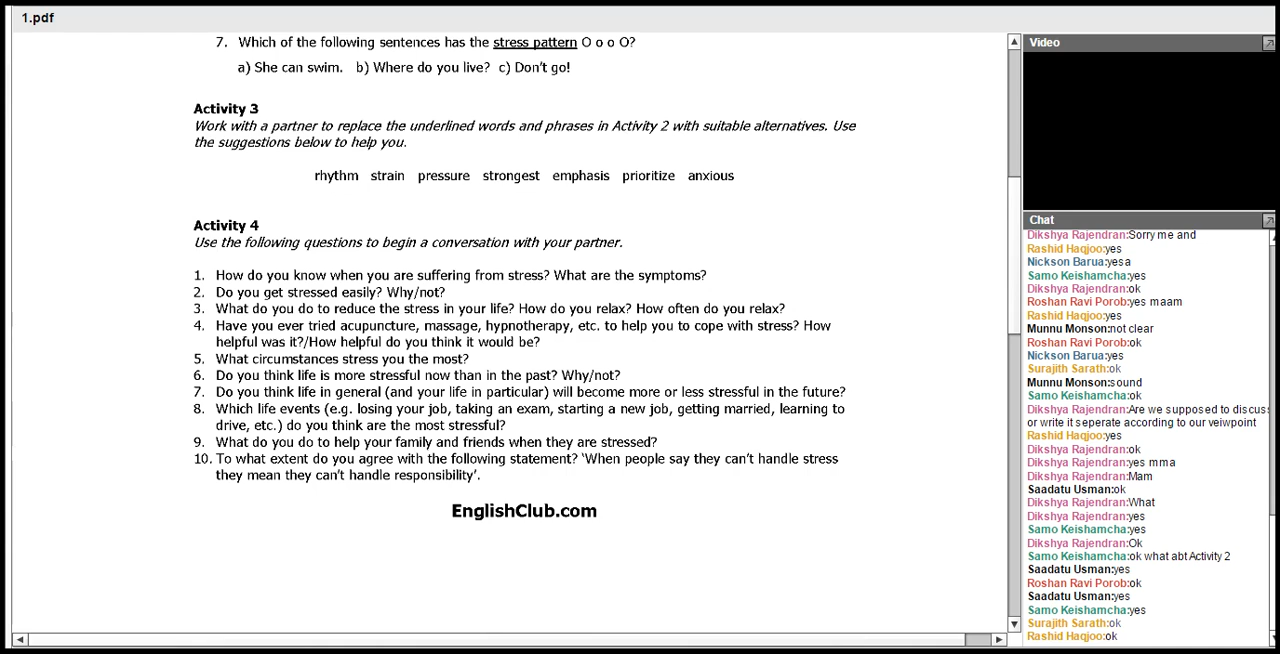 1.pdf
7. Which of the following sentences has the stress pattern O o o O?
a) She can swim. b) Where do you live? c) Don't go!
Activity 3
Work with a partner to replace the underlined words and phrases in Activity 2 with suitable alternatives. Use
the suggestions below to help you.
rhythm strain pressure strongest emphasis prioritize anxious
Activity 4
Use the following questions to begin a conversation with your partner.
1. How do you know when you are suffering from stress? What are the symptoms?
2. Do you get stressed easily? Why/not?
3. What do you do to reduce the stress in your life? How do you relax? How often do you relax?
4. Have you ever tried acupuncture, massage, hypnotherapy, etc. to help you to cope with stress? How
helpful was it?/How helpful do you think it would be?
5. What circumstances stress you the most?
6. Do you think life is more stressful now than in the past? Why/not?
7. Do you think life in general (and your life in particular) will become more or less stressful in the future?
8. Which life events (e.g. losing your job, taking an exam, starting a new job, getting married, learning to
drive, etc.) do you think are the most stressful?
9. What do you do to help your family and friends when they are stressed?
10. To what extent do you agree with the following statement? 'When people say they can't handle stress
they mean they can't handle responsibility'.
EnglishClub.com
Video
Chat
Dikshya Rajendran:Sorry me and
Rashid Haqjoo:yes
Nickson Barua:yesa
Samo Keishamcha:yes
Dikshya Rajendran:ok
Roshan Ravi Porob:yes maam
Rashid Haqjoo:yes
Munnu Monson:not clear
Roshan Ravi Porob:ok
Nickson Barua:yes
Surajith Sarath:ok
Munnu Monson:sound
Samo Keishamcha:ok
Dikshya Rajendran:Are we supposed to discus
or write it seperate according to our veiwpoint
Rashid Haqjoo:yes
Dikshya Rajendran:ok
Dikshya Rajendran:yes mma
Dikshya Rajendran:Mam
Saadatu Usman:ok
Dikshya Rajendran:What
Dikshya Rajendran:yes
Samo Keishamcha:yes
Dikshya Rajendran:Ok
Samo Keishamcha:ok what abt Activity 2
Saadatu Usman:yes
Roshan Ravi Porob:ok
Saadatu Usman:yes
Samo Keishamcha:yes
Surajith Sarath:ok
Rashid Haqjoo:ok